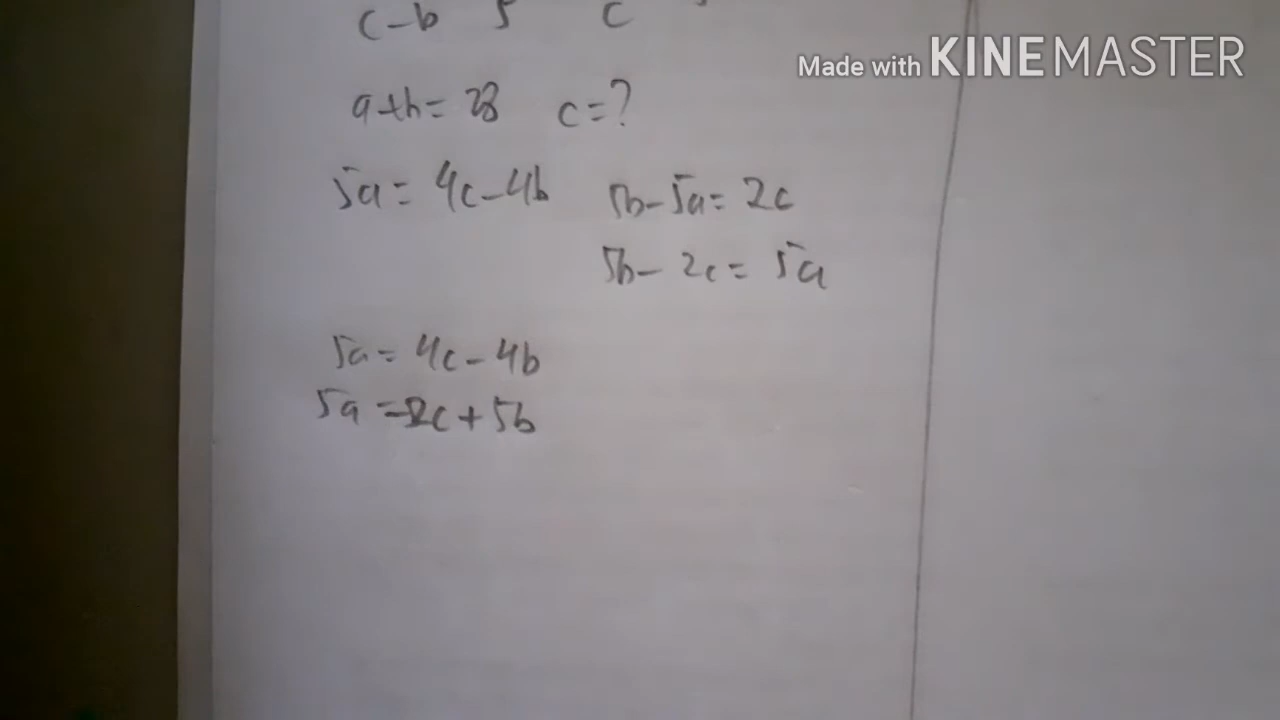 c-b 5 c
Made with KINEMASTER
a+b= 28 c=?
5a= 4c-4b 5b-5a= 2c
5b- 2c= 5a
5a= 4c-4b
5a =-2c+5b